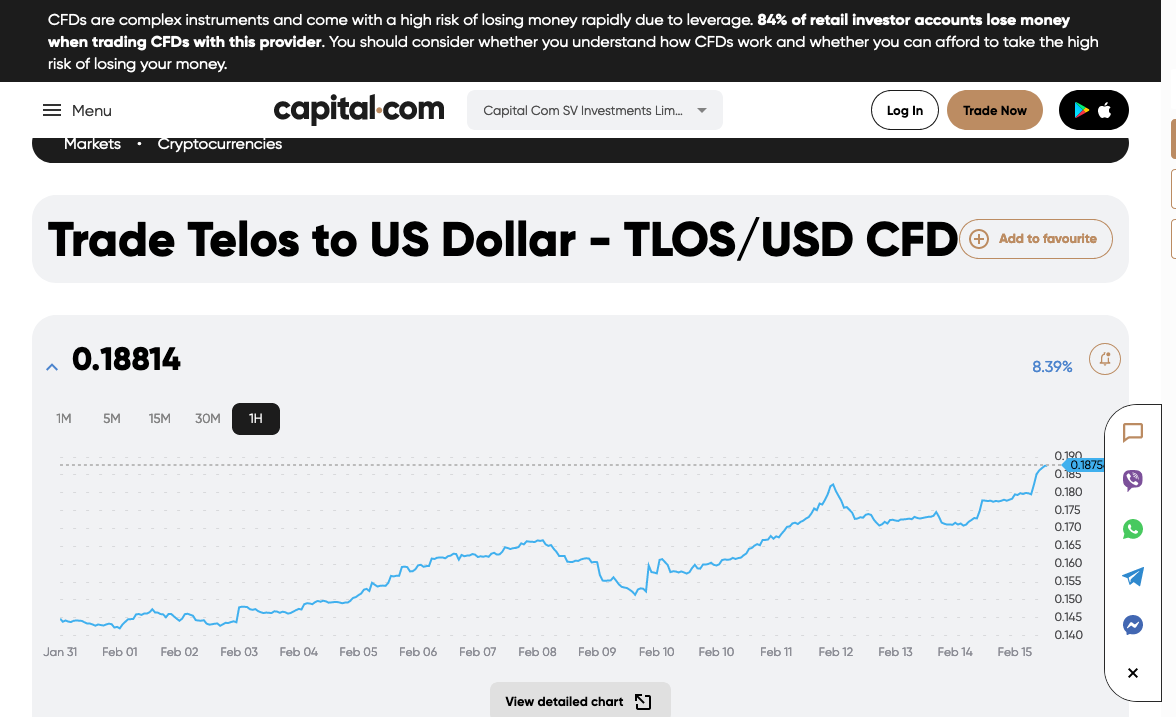 CFDs are complex instruments and come with a high risk of losing money rapidly due to leverage. 84% of retail investor accounts lose money
when trading CFDs with this provider. You should consider whether you understand how CFDs work and whether you can afford to take the high
risk of losing your money.
Menu
capital.com
Capital Com SV Investments Lim...
Log In
Trade Now
Markets • Cryptocurrencies
Trade Telos to US Dollar - TLOS/USD CFD
Add to favourite
0.18814
8.39%
1M 5M 15M 30M 1H
0.190
0.1875
0.185
0.180
0.175
0.170
0.165
0.160
0.155
0.150
0.145
0.140
Jan 31 Feb 01 Feb 02 Feb 03 Feb 04 Feb 05 Feb 06 Feb 07 Feb 08 Feb 09 Feb 10 Feb 10 Feb 11 Feb 12 Feb 13 Feb 14 Feb 15
View detailed chart